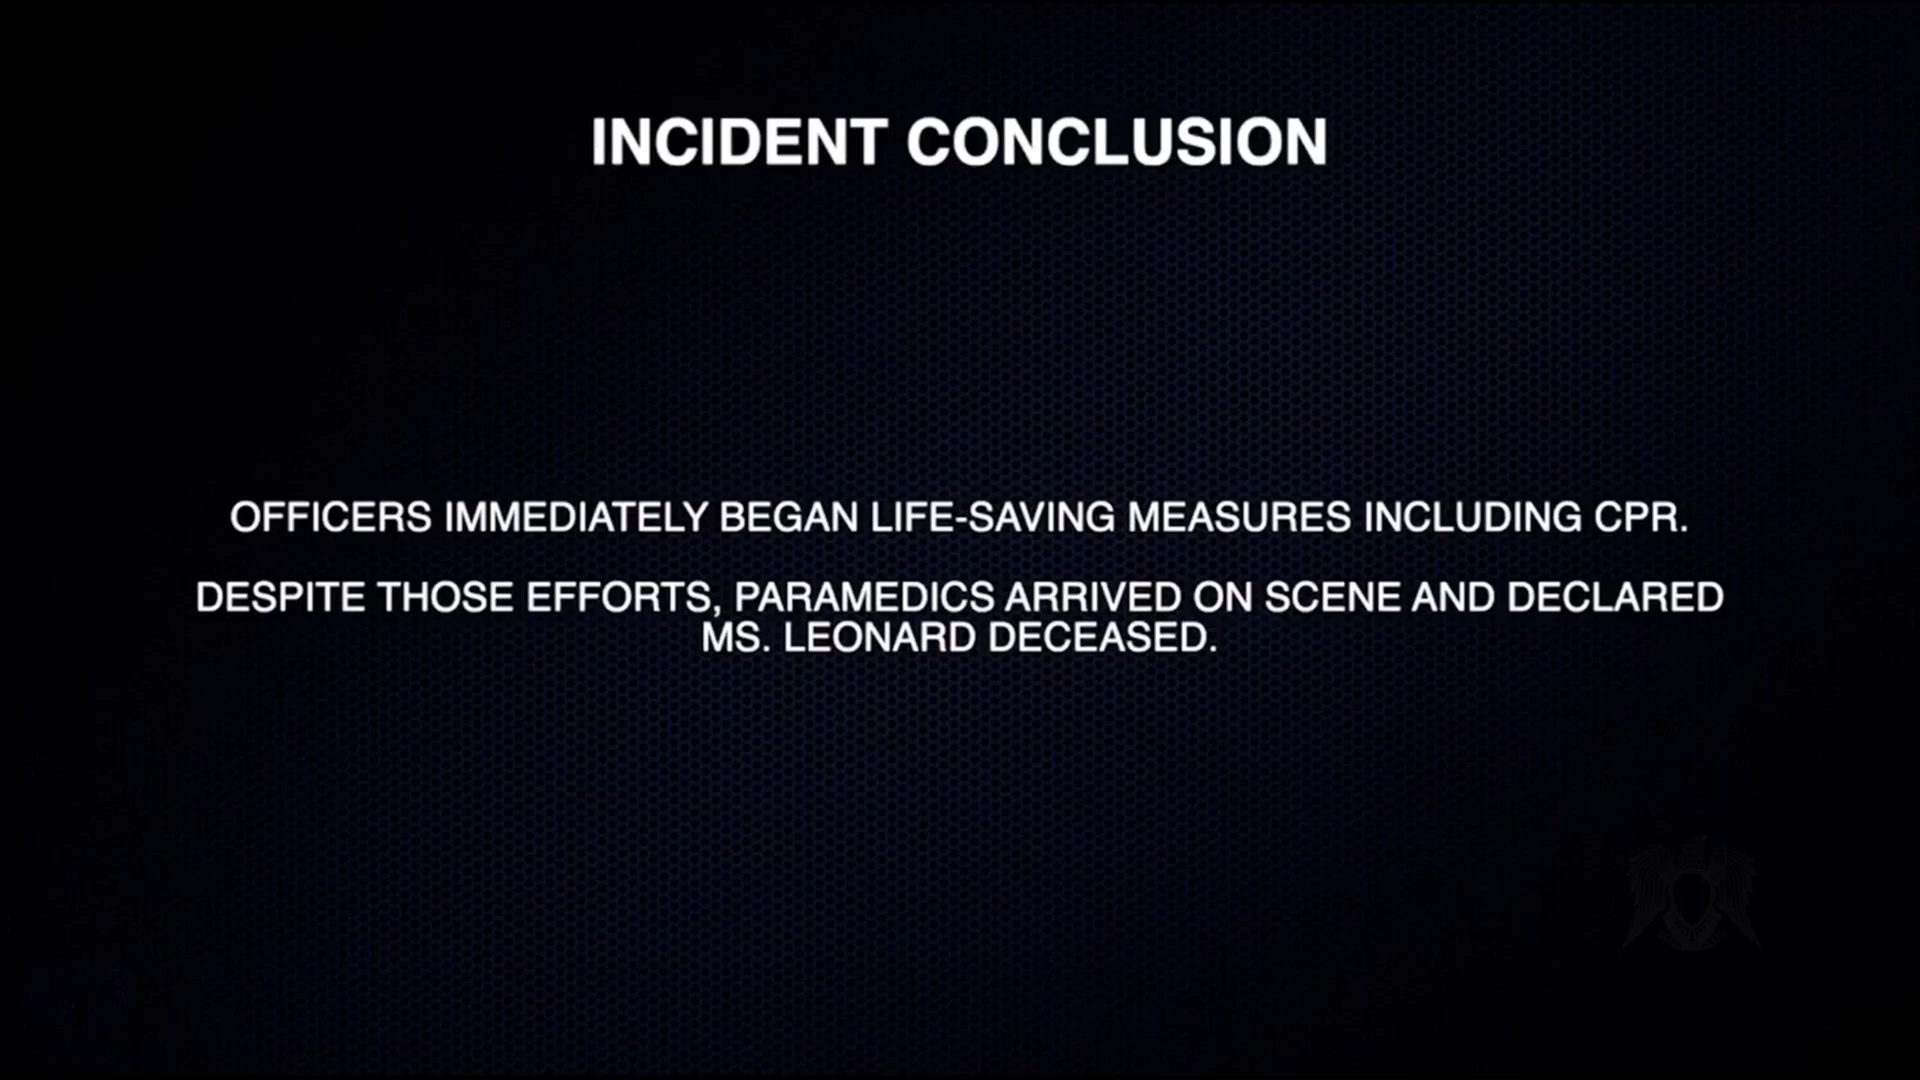 INCIDENT CONCLUSION
OFFICERS IMMEDIATELY BEGAN LIFE-SAVING MEASURES INCLUDING CPR.
DESPITE THOSE EFFORTS, PARAMEDICS ARRIVED ON SCENE AND DECLARED
MS. LEONARD DECEASED.